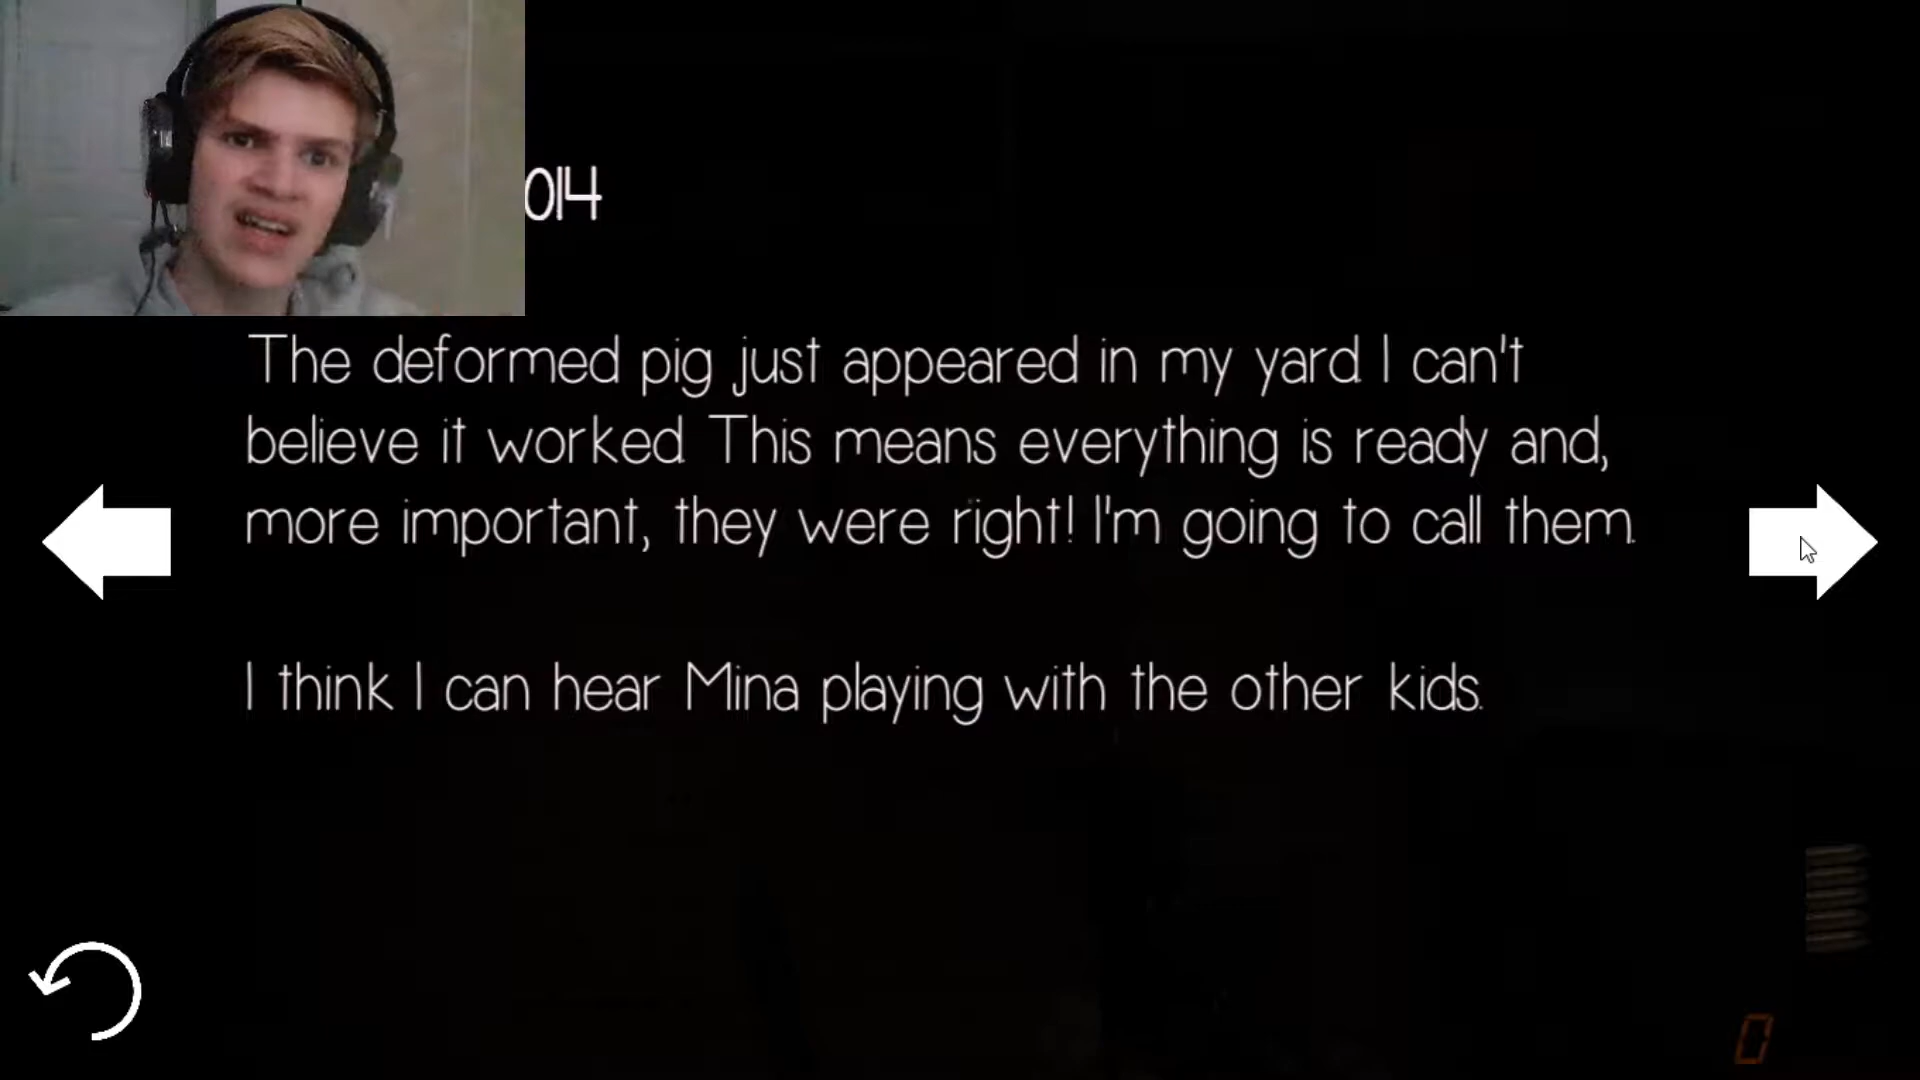 014
The deformed pig just appeared in my yard. I can't
believe it worked. This means everything is ready and,
more important, they were right! I'm going to call them.
I think I can hear Mina playing with the other kids.
0